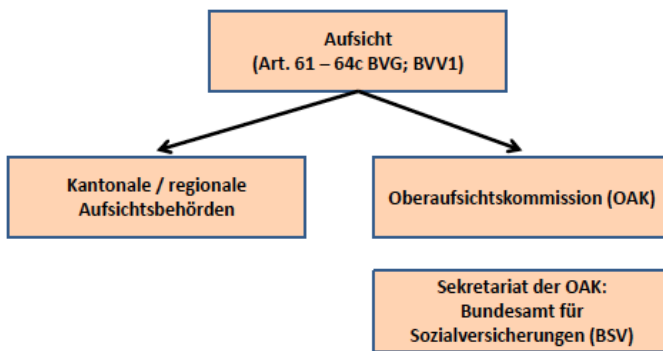 Aufsicht
(Art. 61 – 64c BVG; BVV1)
Kantonale / regionale
Aufsichtsbehörden
Oberaufsichtskommission (OAK)
Sekretariat der OAK:
Bundesamt für
Sozialversicherungen (BSV)